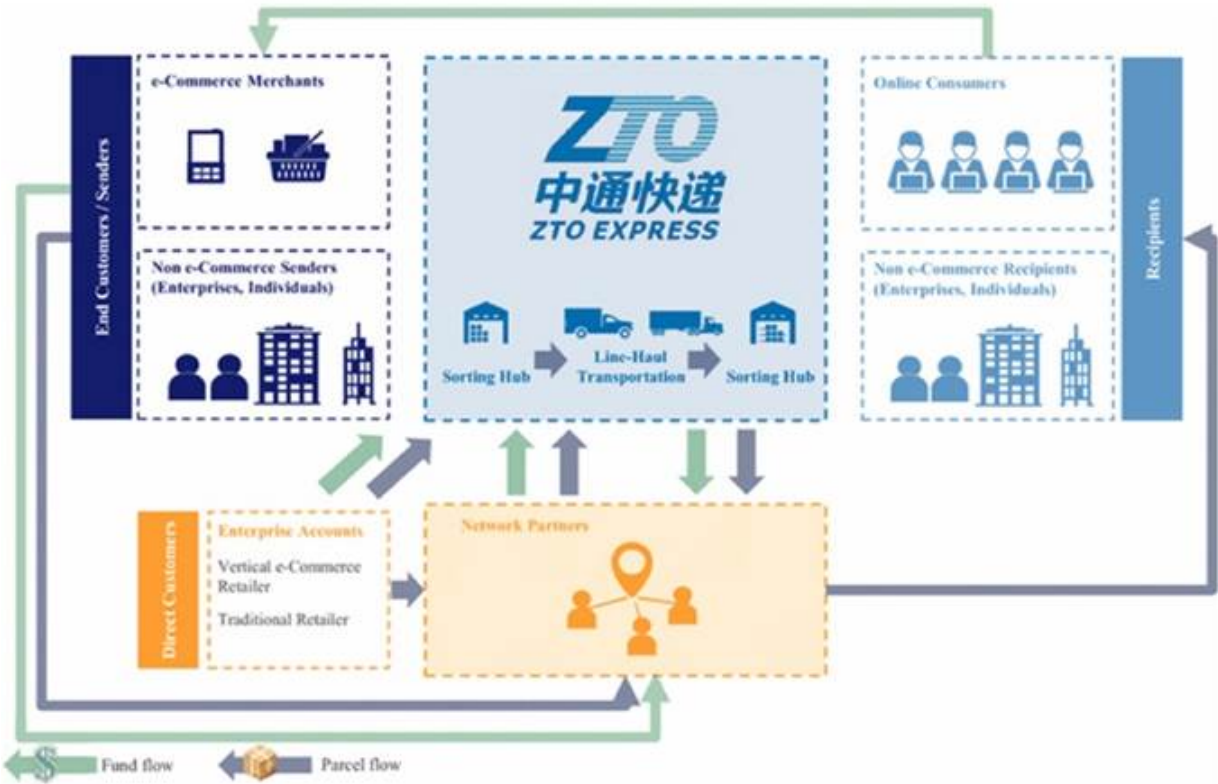 End Customers / Senders
e-Commerce Merchants
Non e-Commerce Senders
(Enterprises, Individuals)
ZTO
中通快递
ZTO EXPRESS
Sorting Hub
Line-Haul
Transportation
Sorting Hub
Online Consumers
Non e-Commerce Recipients
(Enterprises, Individuals)
Recipients
Direct Customers
Enterprise Accounts
Vertical e-Commerce
Retailer
Traditional Retailer
Network Partners
$
Fund flow
Parcel flow